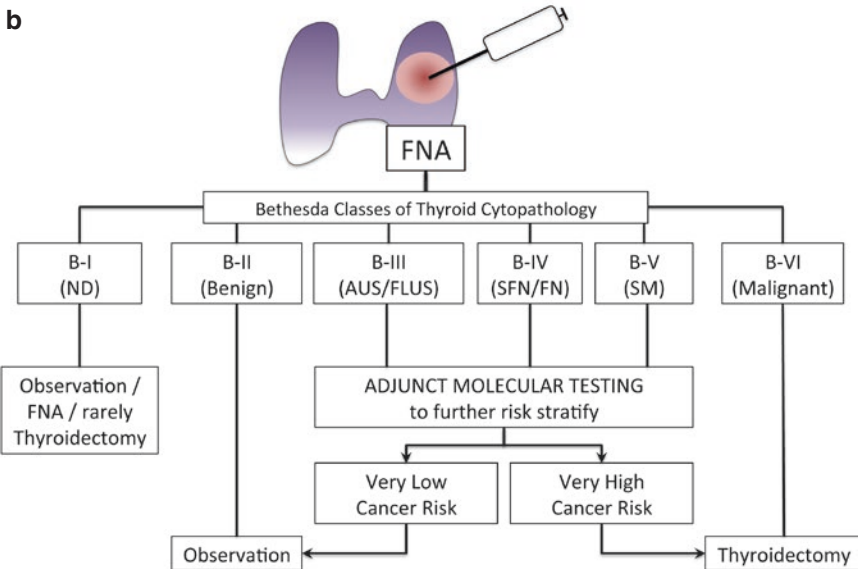 b
FNA
Bethesda Classes of Thyroid Cytopathology
B-I
(ND)
B-II
(Benign)
B-III
(AUS/FLUS)
B-IV
(SFN/FN)
B-V
(SM)
B-VI
(Malignant)
Observation /
FNA / rarely
Thyroidectomy
ADJUNCT MOLECULAR TESTING
to further risk stratify
Very Low
Cancer Risk
Very High
Cancer Risk
Observation
Thyroidectomy